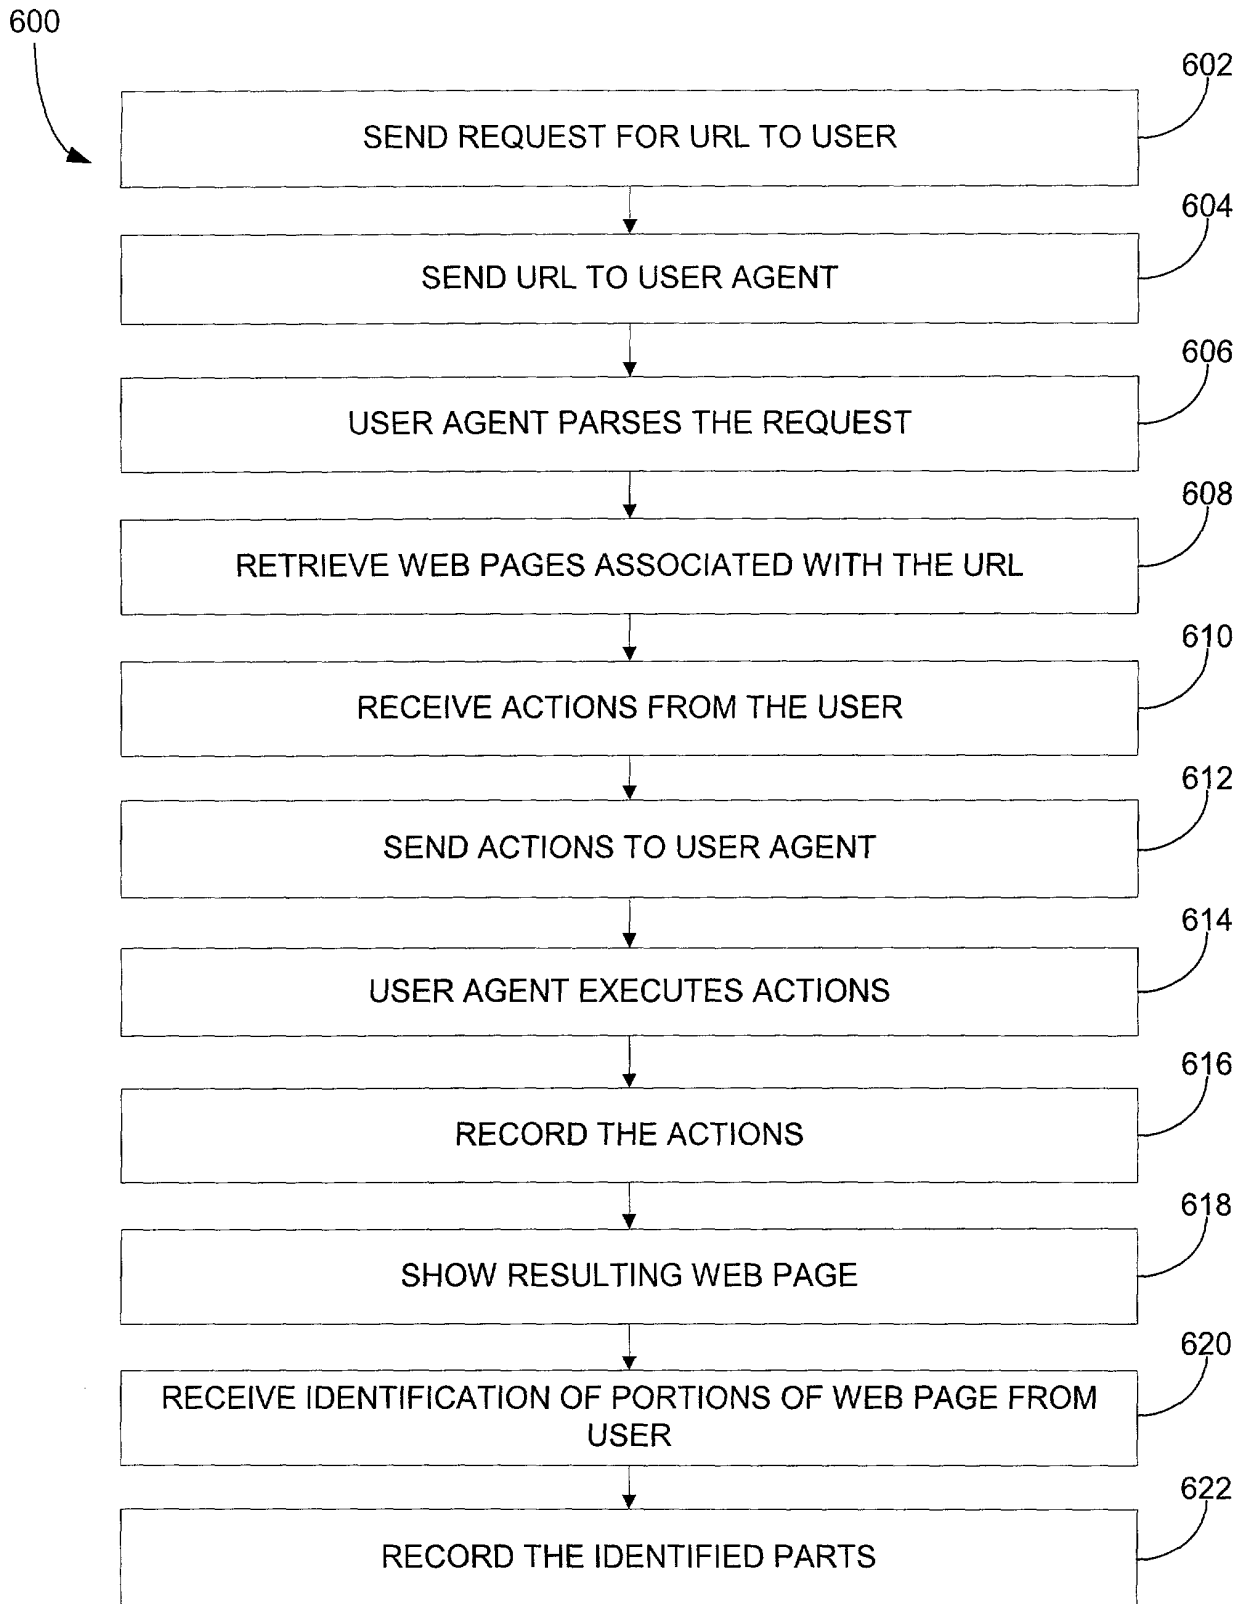 600
602
SEND REQUEST FOR URL TO USER
604
SEND URL TO USER AGENT
606
USER AGENT PARSES THE REQUEST
608
RETRIEVE WEB PAGES ASSOCIATED WITH THE URL
610
RECEIVE ACTIONS FROM THE USER
612
SEND ACTIONS TO USER AGENT
614
USER AGENT EXECUTES ACTIONS
616
RECORD THE ACTIONS
618
SHOW RESULTING WEB PAGE
620
RECEIVE IDENTIFICATION OF PORTIONS OF WEB PAGE FROM
USER
622
RECORD THE IDENTIFIED PARTS